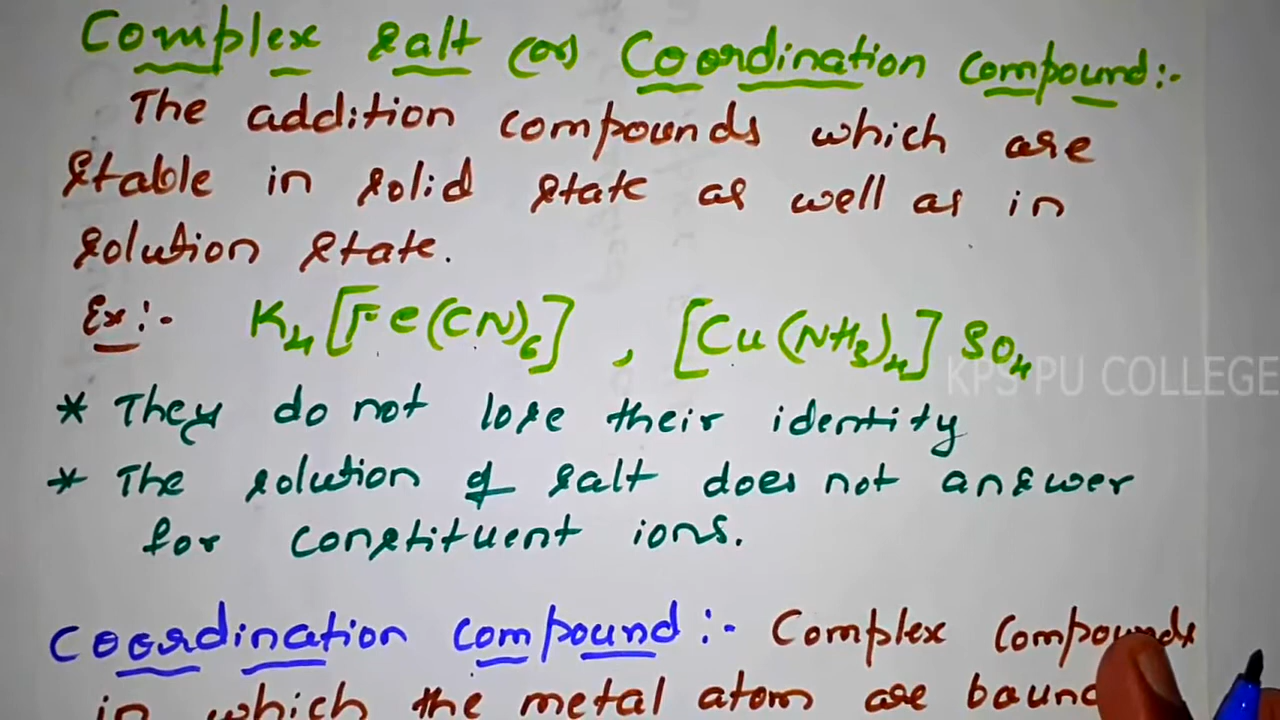 Complex salt (or) Coordination compound:-
The addition compounds which are
stable in solid state as well as in
solution state.
Ex:- K4[Fe(CN)6] , [Cu(NH3)4] SO4
KPS PU COLLEGE
* They do not lose their identity
* The solution of salt does not answer
for constituent ions.
Coordination compound:- Complex compounds
in which the metal atom are bound